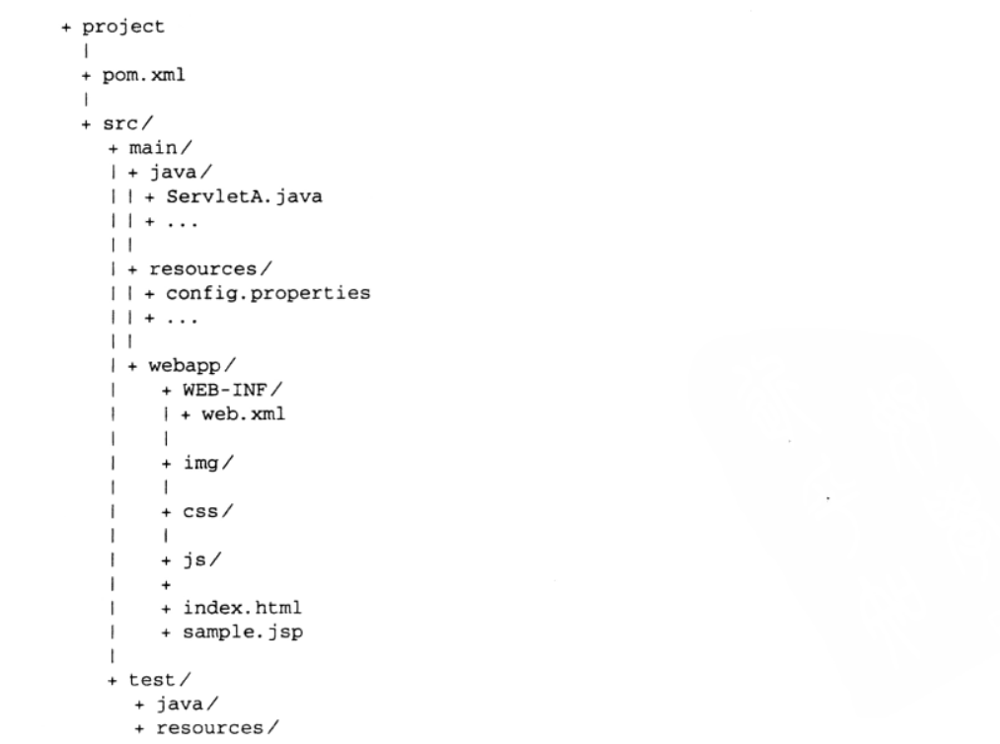 + project
  |
  + pom.xml
  |
  + src/
    + main/
    | + java/
    | | + ServletA.java
    | | + ...
    | |
    | + resources/
    | | + config.properties
    | | + ...
    | |
    | + webapp/
    |    + WEB-INF/
    |    | + web.xml
    |    |
    |    + img/
    |    |
    |    + css/
    |    |
    |    + js/
    |    +
    |    + index.html
    |    + sample.jsp
    |
    + test/
      + java/
      + resources/